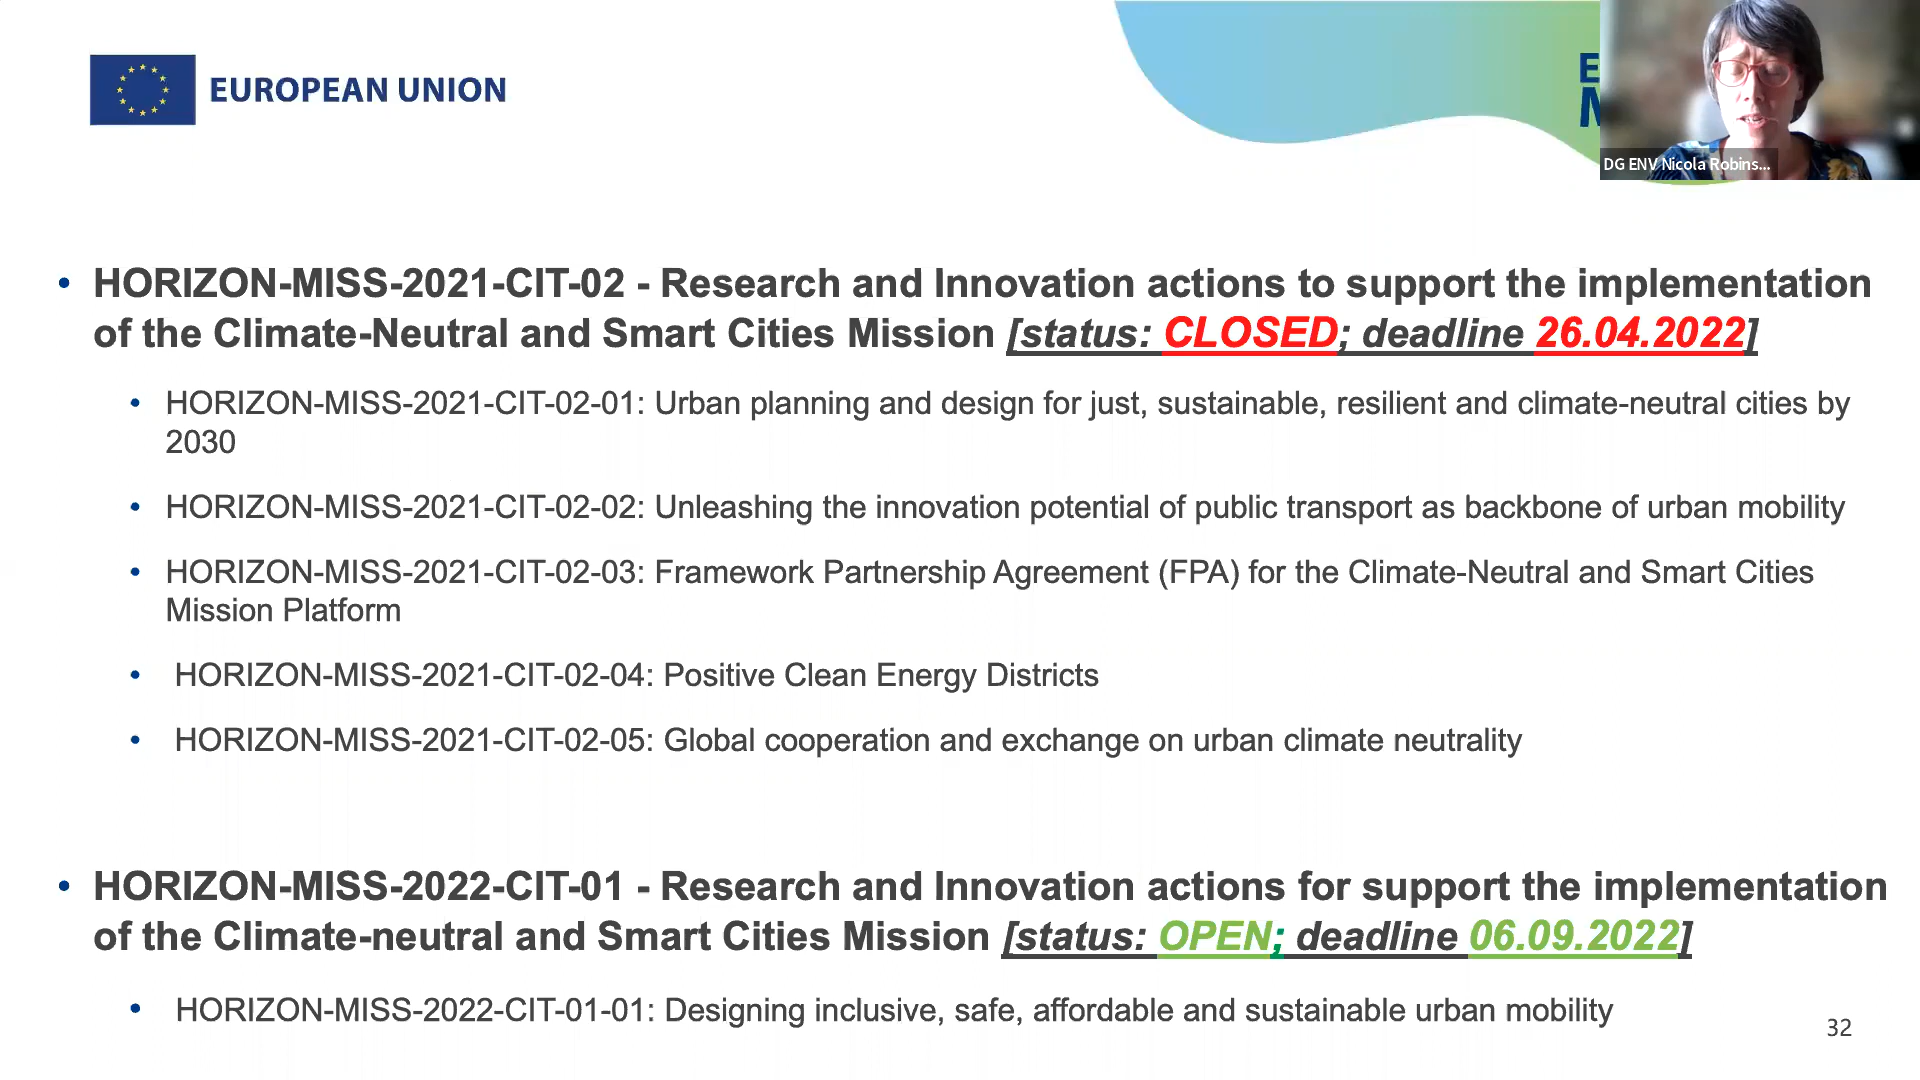 EUROPEAN UNION
E
M
DG ENV Nicola Robins...
• HORIZON-MISS-2021-CIT-02 - Research and Innovation actions to support the implementation
of the Climate-Neutral and Smart Cities Mission [status: CLOSED; deadline 26.04.2022]
• HORIZON-MISS-2021-CIT-02-01: Urban planning and design for just, sustainable, resilient and climate-neutral cities by
2030
• HORIZON-MISS-2021-CIT-02-02: Unleashing the innovation potential of public transport as backbone of urban mobility
• HORIZON-MISS-2021-CIT-02-03: Framework Partnership Agreement (FPA) for the Climate-Neutral and Smart Cities
Mission Platform
• HORIZON-MISS-2021-CIT-02-04: Positive Clean Energy Districts
• HORIZON-MISS-2021-CIT-02-05: Global cooperation and exchange on urban climate neutrality
• HORIZON-MISS-2022-CIT-01 - Research and Innovation actions for support the implementation
of the Climate-neutral and Smart Cities Mission [status: OPEN; deadline 06.09.2022]
• HORIZON-MISS-2022-CIT-01-01: Designing inclusive, safe, affordable and sustainable urban mobility
32